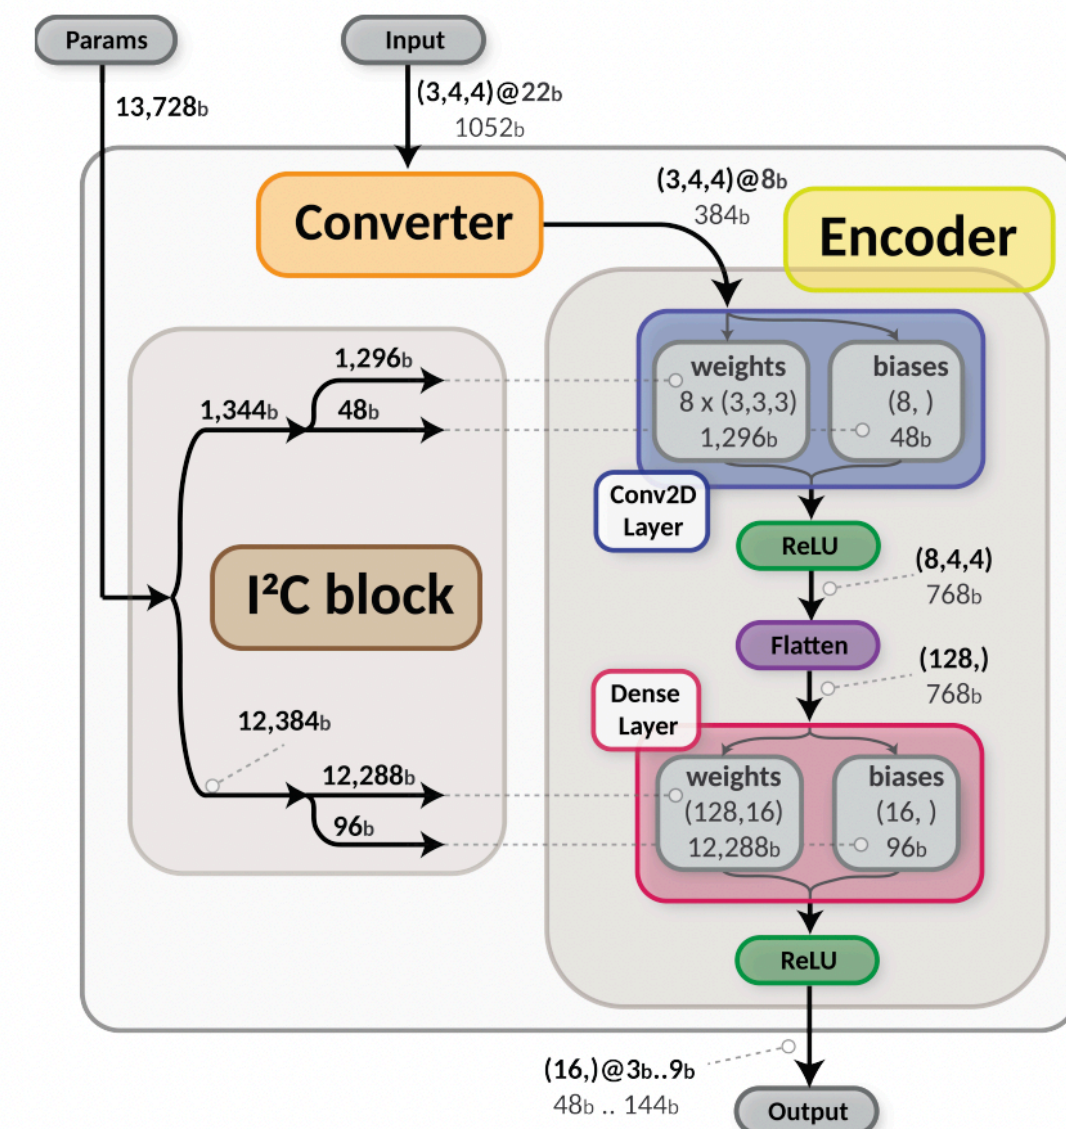 Params
Input
13,728b
(3,4,4)@22b
1052b
Converter
(3,4,4)@8b
384b
Encoder
1,296b
1,344b
48b
weights
8 x (3,3,3)
1,296b
biases
(8, )
48b
Conv2D
Layer
ReLU
(8,4,4)
768b
I²C block
Flatten
(128,)
768b
Dense
Layer
12,384b
12,288b
96b
weights
(128,16)
12,288b
biases
(16, )
96b
ReLU
(16,)@3b..9b
48b .. 144b
Output